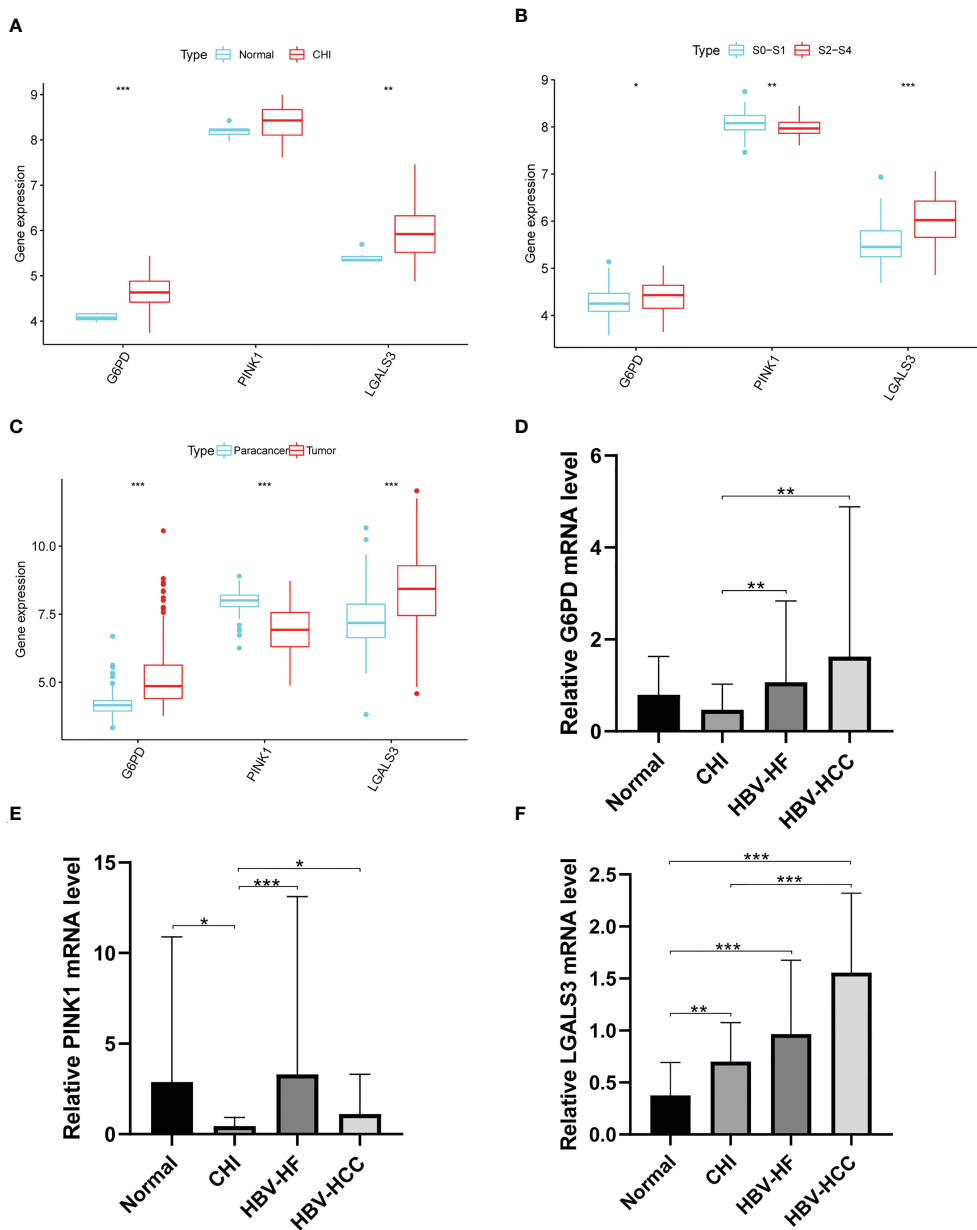 A
Type Normal CHI
*** **
Gene expression
9
8
7
6
5
4
G6PD
PINK1
LGALS3
B
Type S0−S1 S2−S4
* ** ***
Gene expression
9
8
7
6
5
4
G6PD
PINK1
LGALS3
C
Type Paracancer Tumor
*** *** ***
Gene expression
10.0
7.5
5.0
G6PD
PINK1
LGALS3
D
Relative G6PD mRNA level
6
4
2
0
**
**
Normal
CHI
HBV-HF
HBV-HCC
E
Relative PINK1 mRNA level
15
10
5
0
*
***
*
Normal
CHI
HBV-HF
HBV-HCC
F
Relative LGALS3 mRNA level
2.5
2.0
1.5
1.0
0.5
0.0
***
***
***
**
Normal
CHI
HBV-HF
HBV-HCC